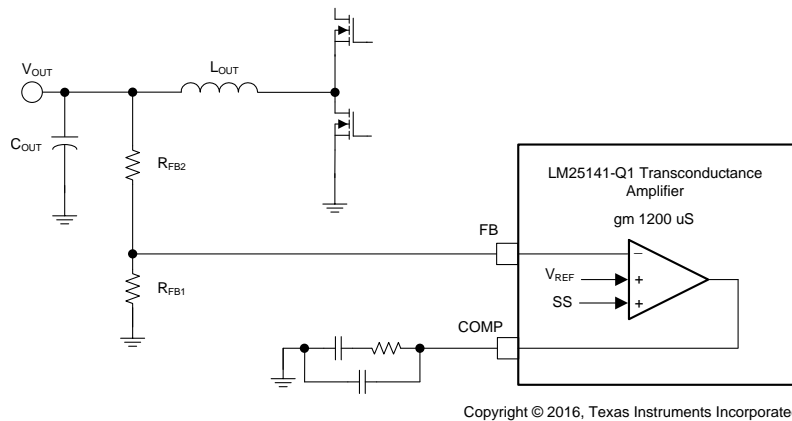 VOUT
LOUT
COUT
RFB2
LM25141-Q1 Transconductance
Amplifier
gm 1200 uS
FB
VREF
SS
RFB1
COMP
Copyright © 2016, Texas Instruments Incorporate